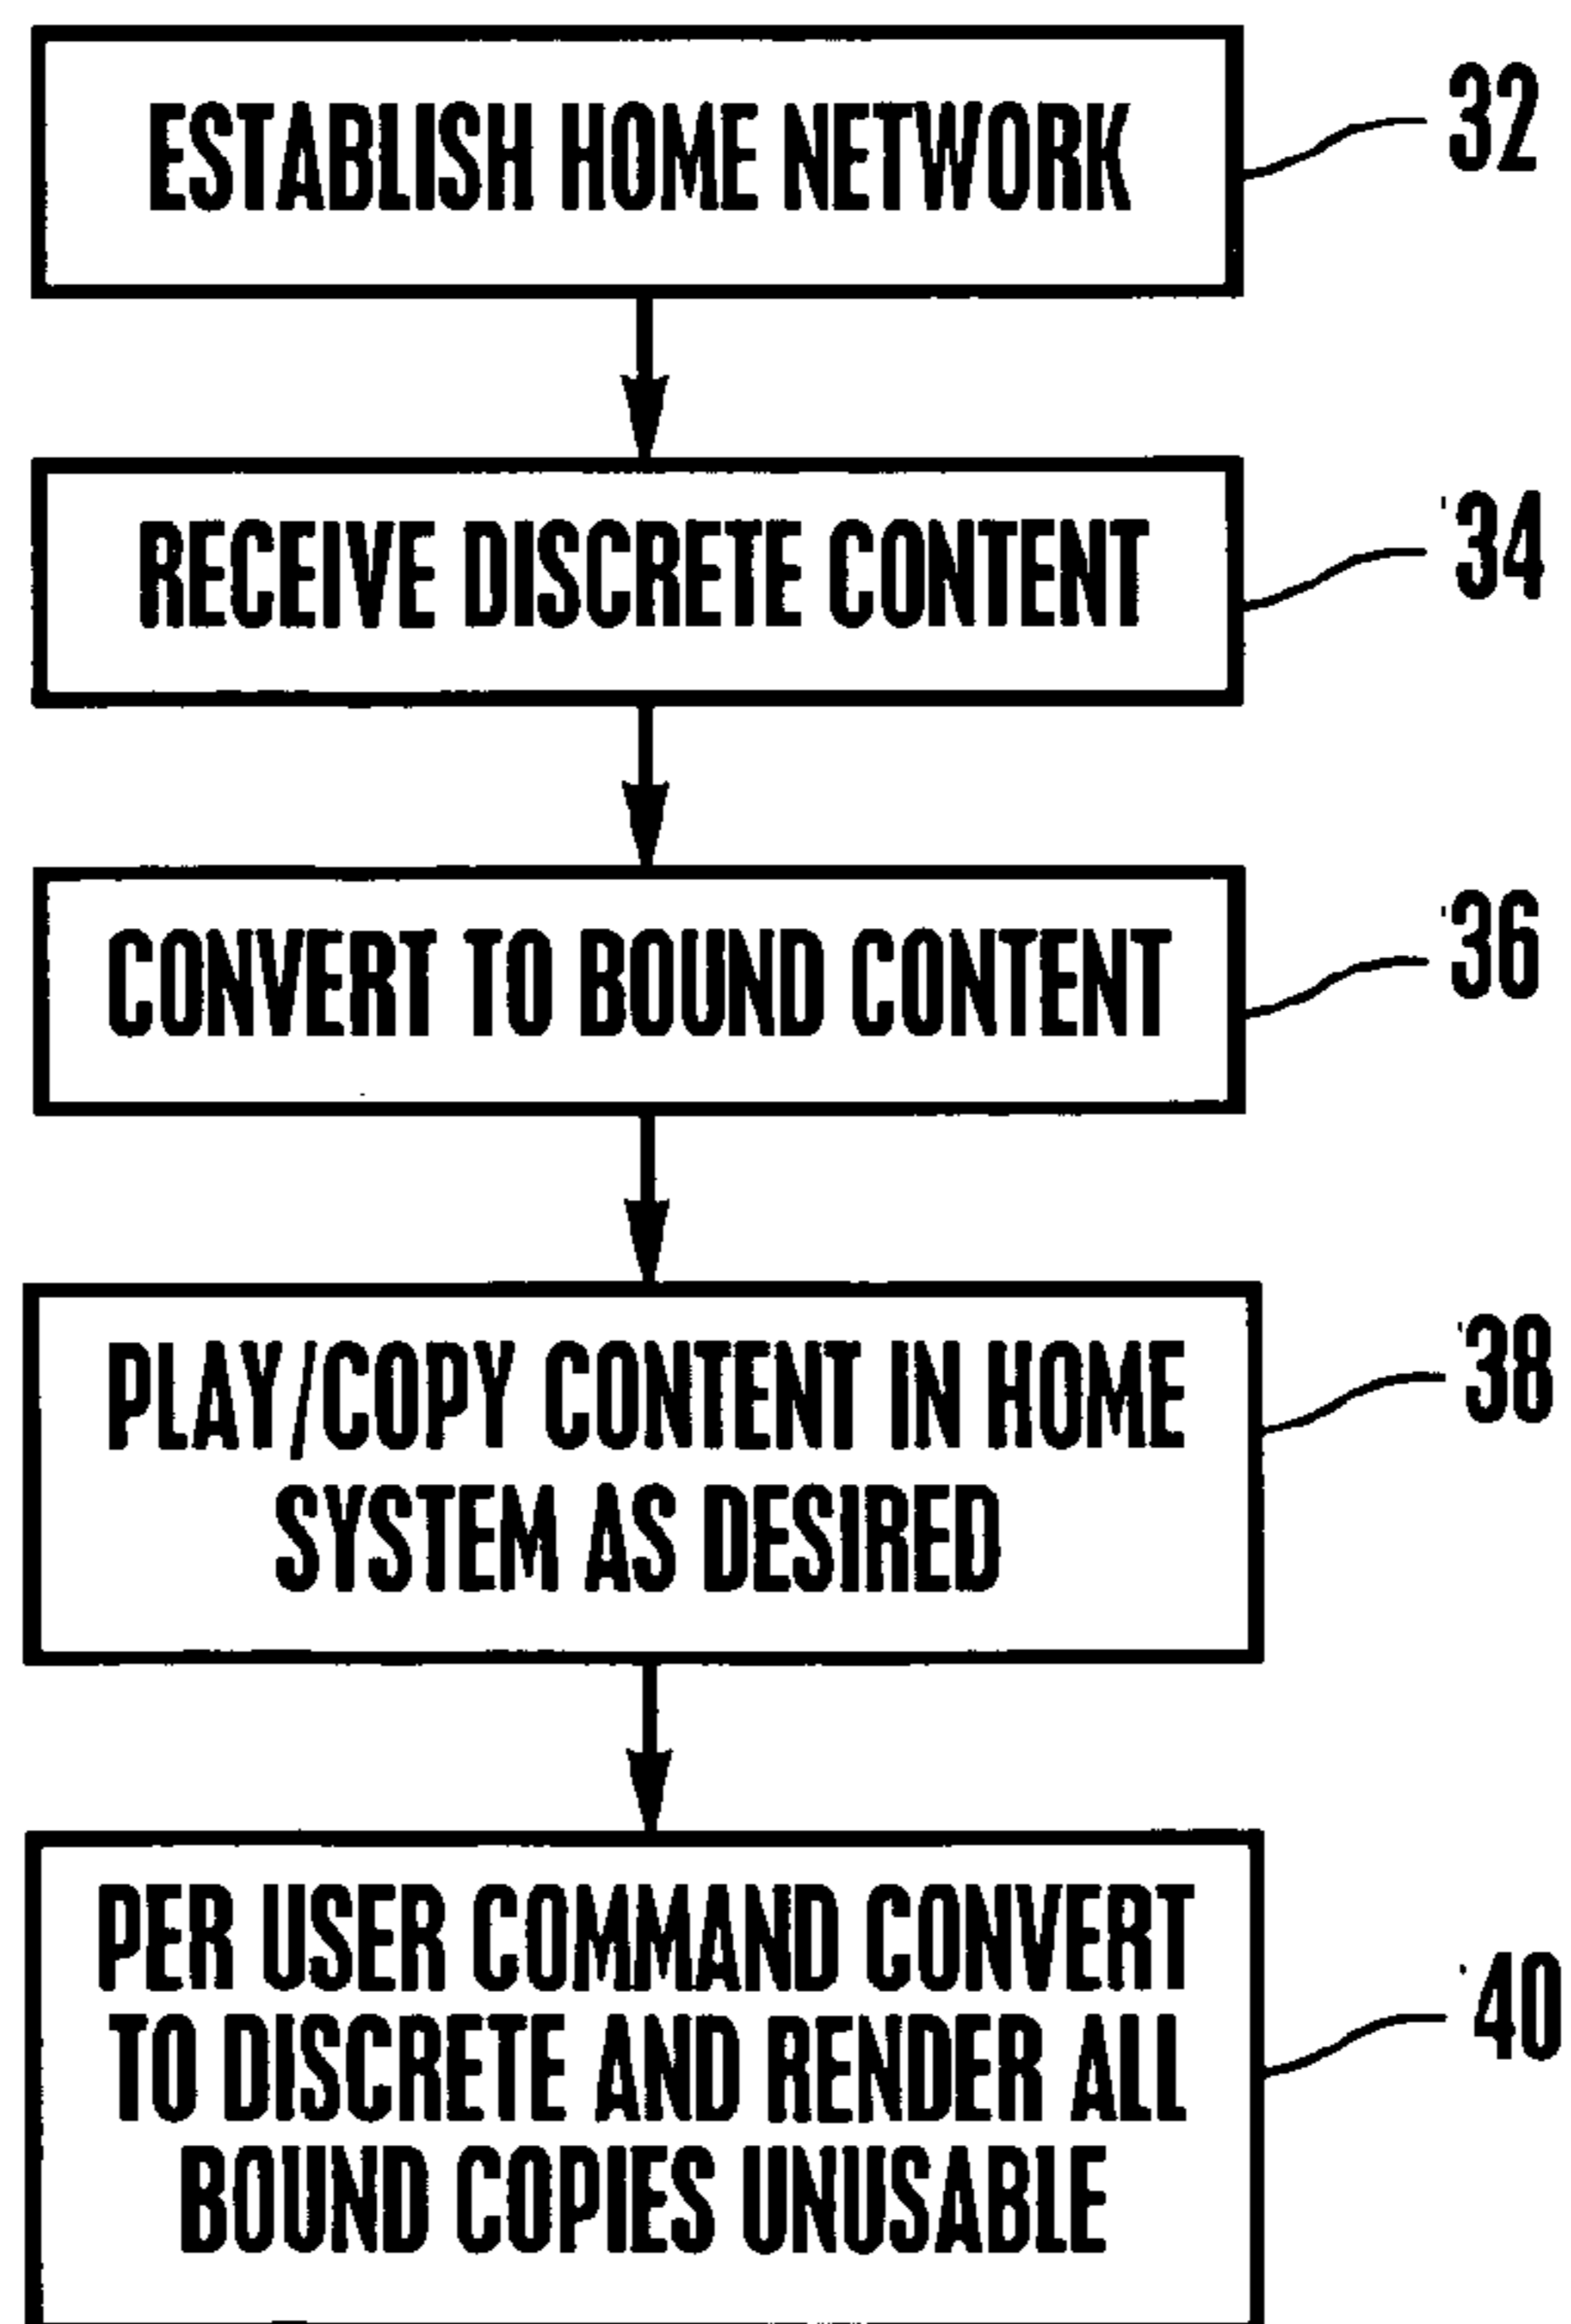 ESTABLISH HOME NETWORK
32
RECEIVE DISCRETE CONTENT
34
CONVERT TO BOUND CONTENT
36
PLAY/COPY CONTENT IN HOME
SYSTEM AS DESIRED
38
PER USER COMMAND CONVERT
TO DISCRETE AND RENDER ALL
BOUND COPIES UNUSABLE
40